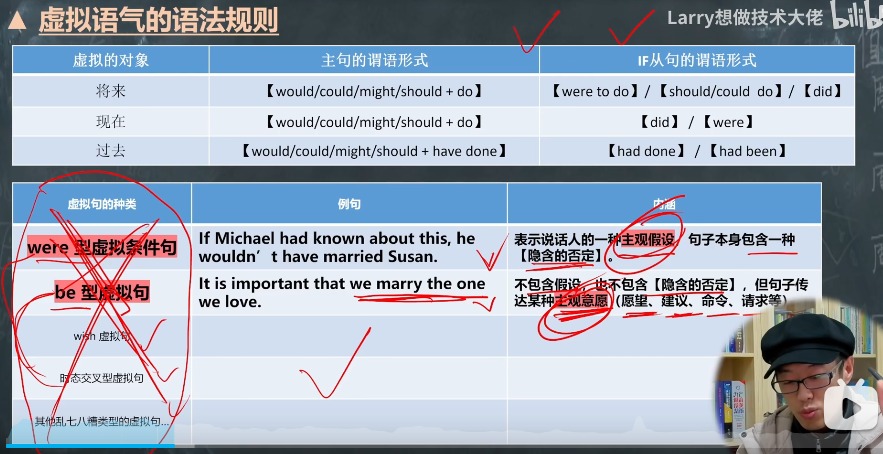 ▲ 虚拟语气的语法规则
Larry想做技术大佬 bilibili
虚拟的对象 主句的谓语形式 IF从句的谓语形式
将来 【would/could/might/should + do】 【were to do】/【should/could do】/【did】
现在 【would/could/might/should + do】 【did】/【were】
过去 【would/could/might/should + have done】 【had done】/【had been】
虚拟句的种类 例句 内涵
were 型虚拟条件句
If Michael had known about this, he
wouldn't have married Susan.
表示说话人的一种主观假设，句子本身包含一种
【隐含的否定】。
be 型虚拟句
It is important that we marry the one
we love.
不包含假设，也不包含【隐含的否定】，但句子传
达某种主观意愿（愿望、建议、命令、请求等）
wish 虚拟句
时态交叉型虚拟句
其他乱七八糟类型的虚拟句...